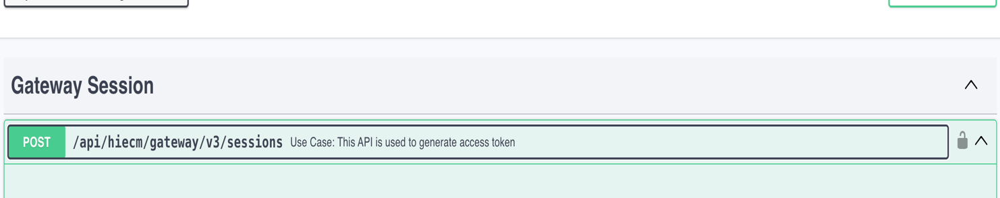 Gateway Session
POST /api/hiecm/gateway/v3/sessions Use Case: This API is used to generate access token